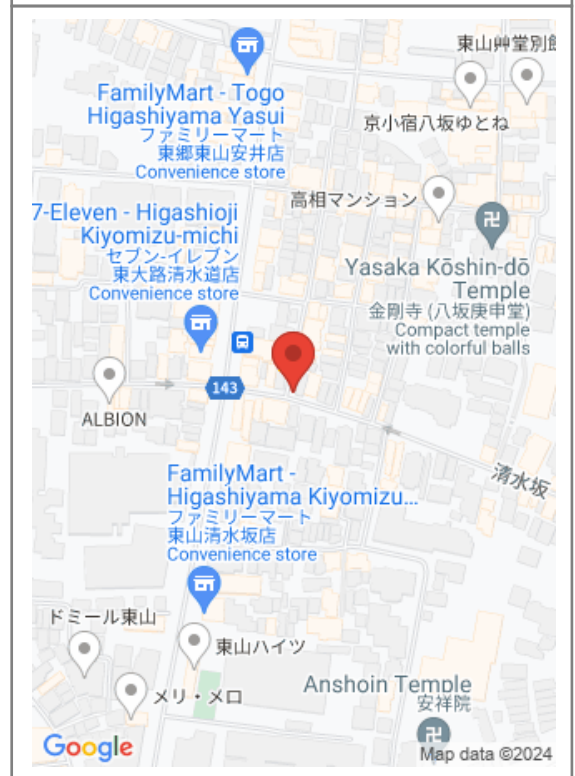 東山艸堂別館
FamilyMart - Togo
Higashiyama Yasui
ファミリーマート
東郷東山安井店
Convenience store
京小宿八坂ゆとね
高相マンション
7-Eleven - Higashioji
Kiyomizu-michi
セブン-イレブン
東大路清水道店
Convenience store
Yasaka Kōshin-dō
Temple
金剛寺 (八坂庚申堂)
Compact temple
with colorful balls
143
ALBION
清水坂
FamilyMart -
Higashiyama Kiyomizu...
ファミリーマート
東山清水坂店
Convenience store
ドミール東山
東山ハイツ
メリ・メロ
Anshoin Temple
安祥院
Google
Map data ©2024